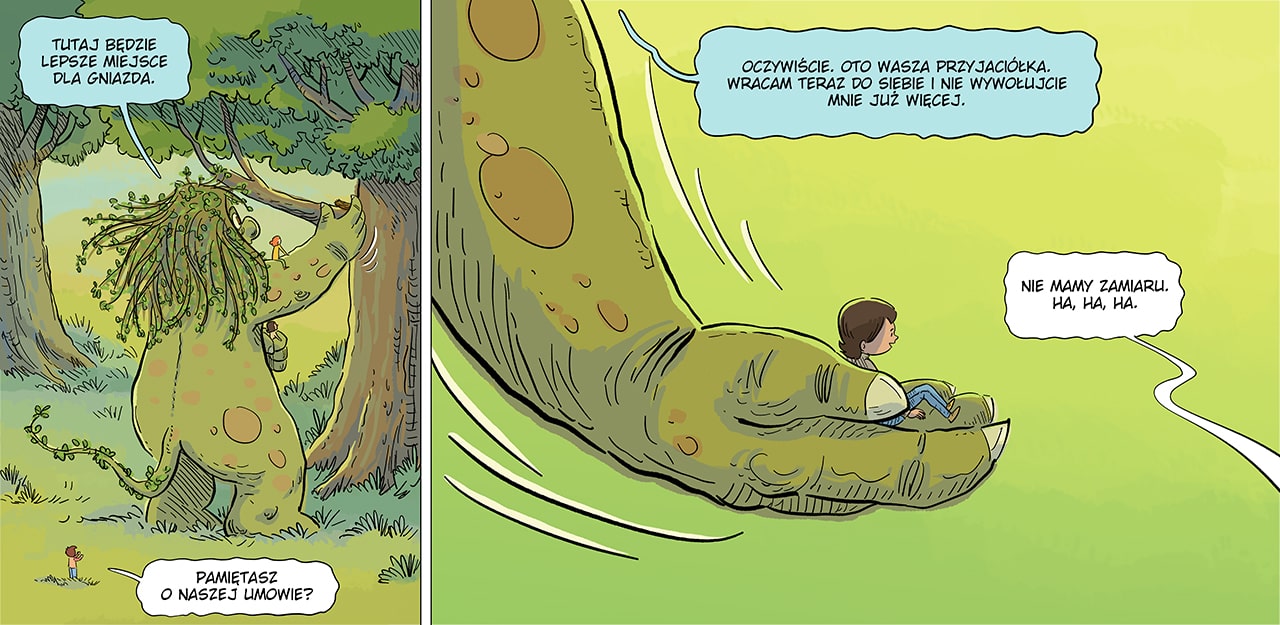 TUTAJ BĘDZIE
LEPSZE MIEJSCE
DLA GNIAZDA.
PAMIĘTASZ
O NASZEJ UMOWIE?
OCZYWIŚCIE. OTO WASZA PRZYJACIÓŁKA.
WRACAM TERAZ DO SIEBIE I NIE WYWOŁUJCIE
MNIE JUŻ WIĘCEJ.
NIE MAMY ZAMIARU.
HA, HA, HA.